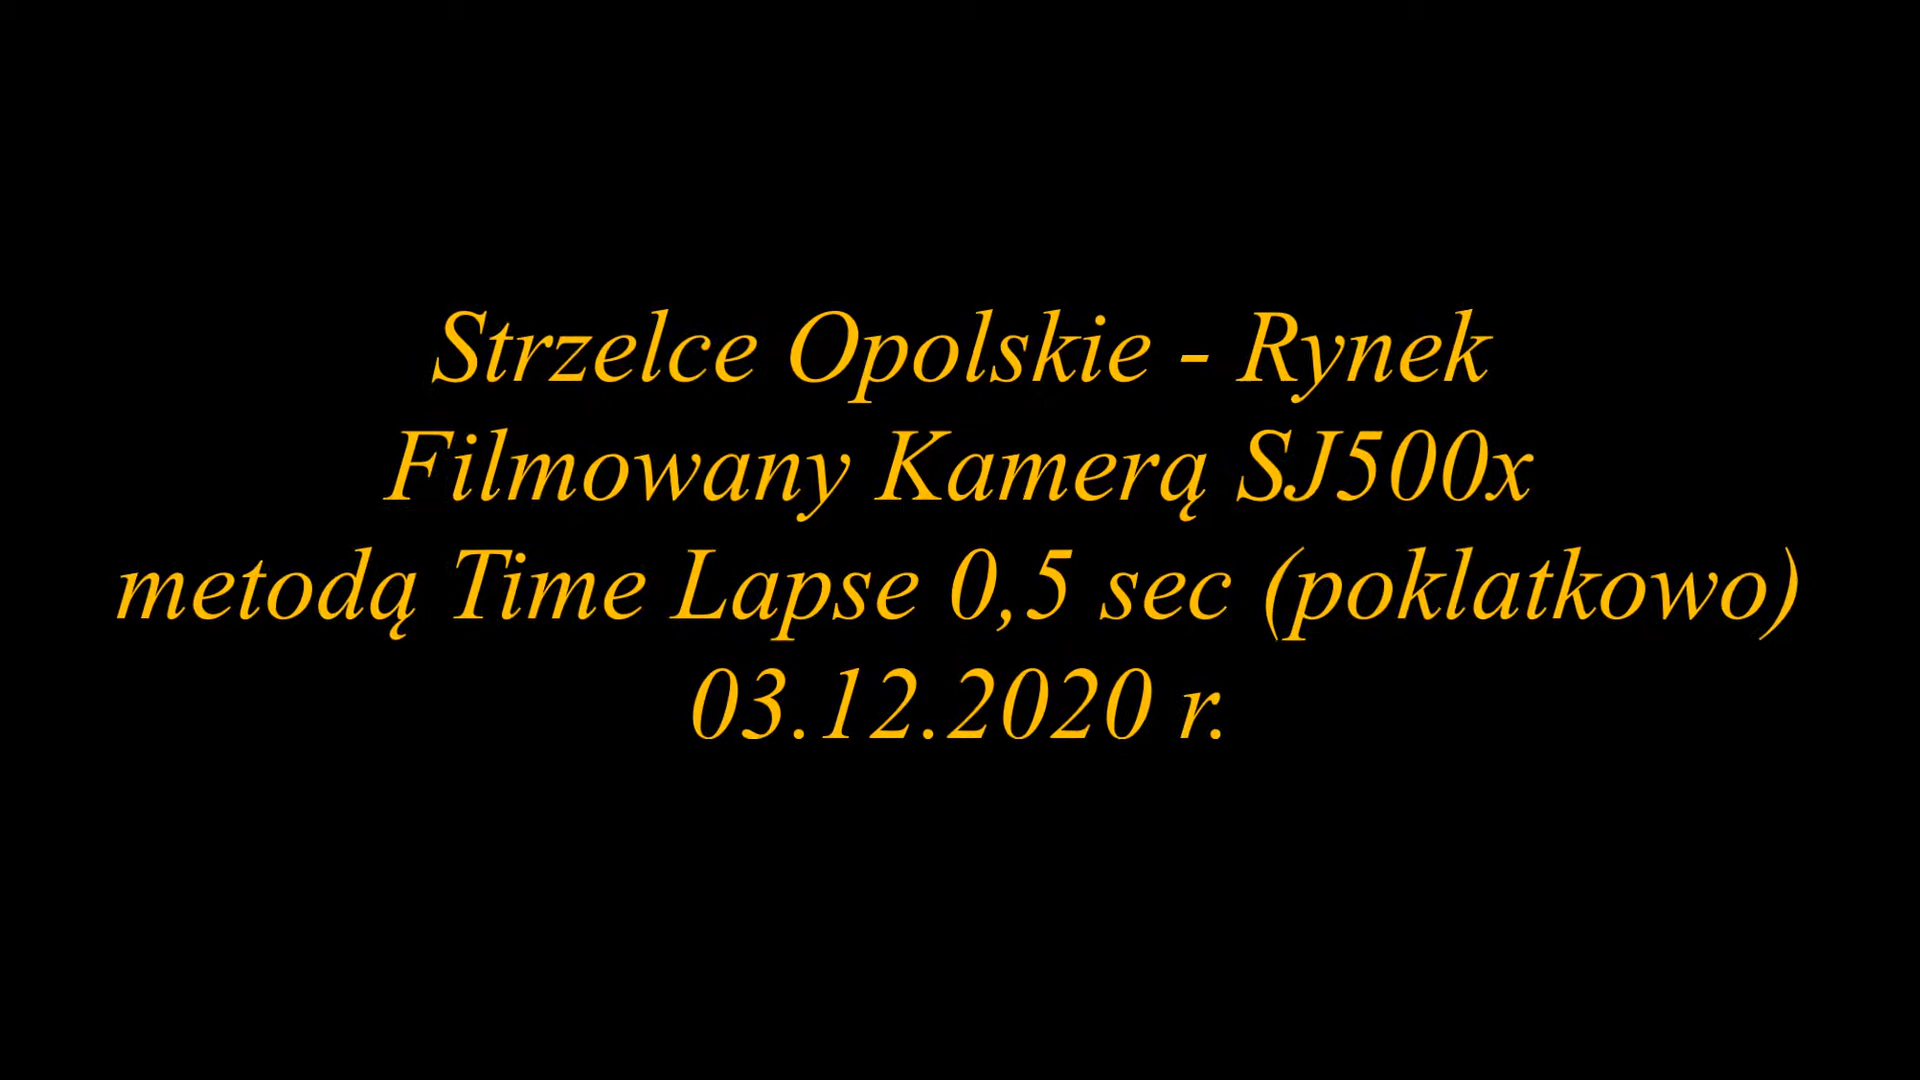 Strzelce Opolskie - Rynek
Filmowany Kamerą SJ500x
metodą Time Lapse 0,5 sec (poklatkowo)
03.12.2020 r.